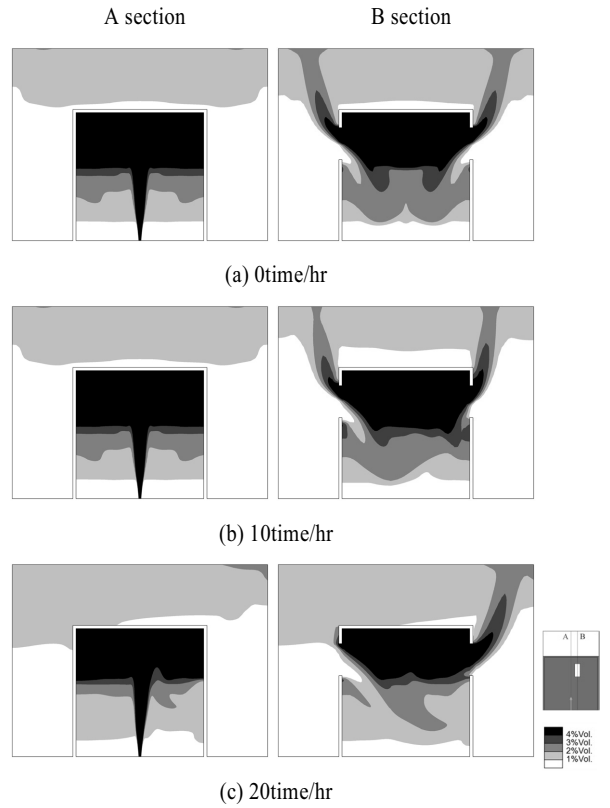 A section B section
(a) 0time/hr
(b) 10time/hr
(c) 20time/hr
A B
4%Vol.
3%Vol.
2%Vol.
1%Vol.